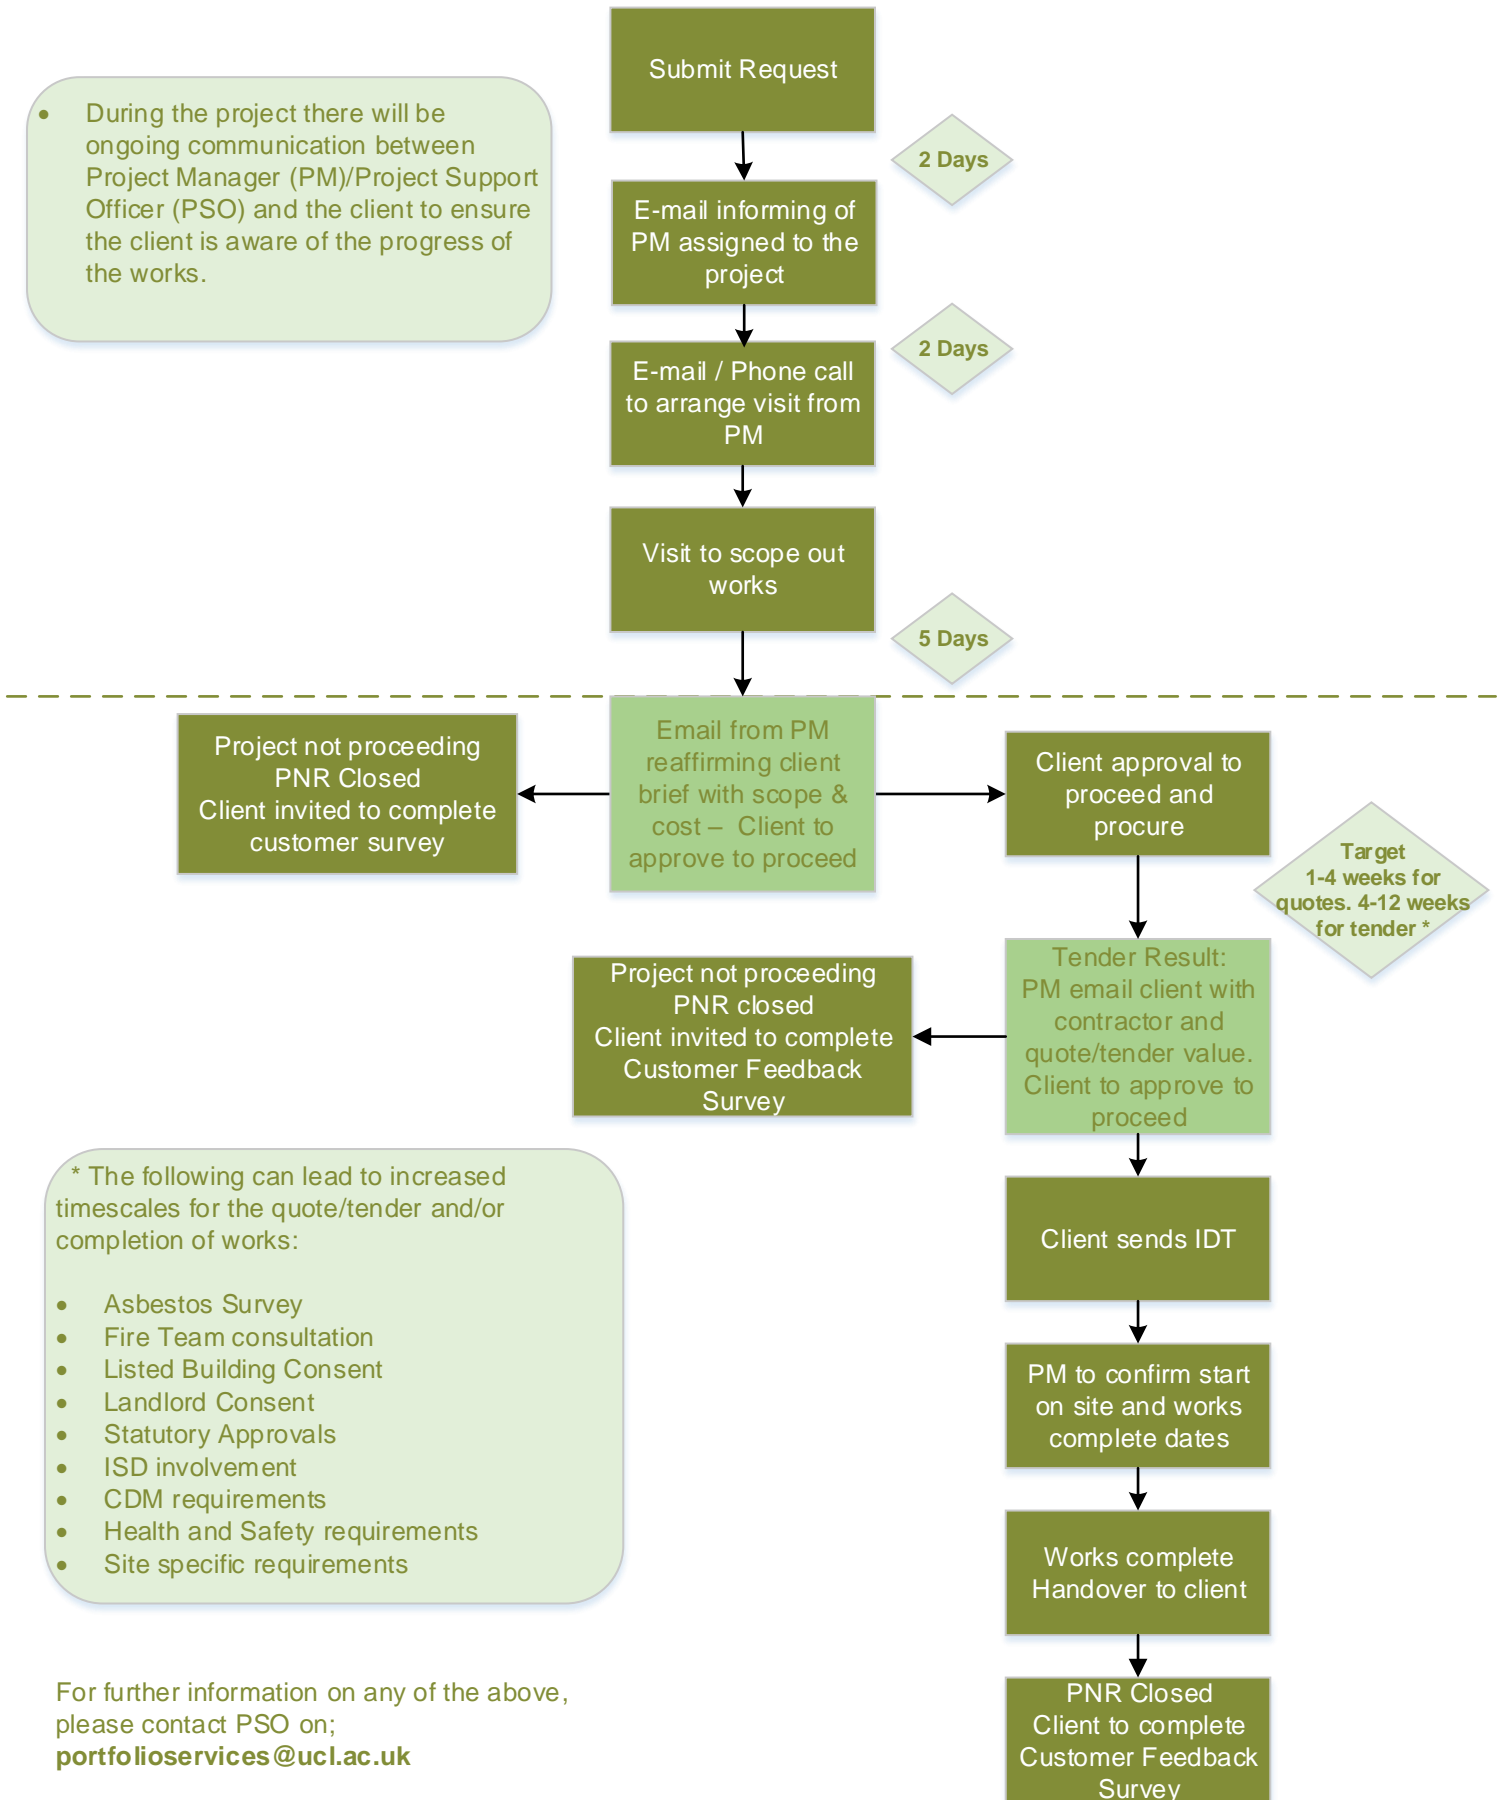 Submit Request
• During the project there will be
ongoing communication between
Project Manager (PM)/Project Support
Officer (PSO) and the client to ensure
the client is aware of the progress of
the works.
2 Days
E-mail informing of
PM assigned to the
project
2 Days
E-mail / Phone call
to arrange visit from
PM
Visit to scope out
works
5 Days
Project not proceeding
PNR Closed
Client invited to complete
customer survey
Email from PM
reaffirming client
brief with scope &
cost – Client to
approve to proceed
Client approval to
proceed and
procure
Target
1-4 weeks for
quotes. 4-12 weeks
for tender *
Project not proceeding
PNR closed
Client invited to complete
Customer Feedback
Survey
Tender Result:
PM email client with
contractor and
quote/tender value.
Client to approve to
proceed
* The following can lead to increased
timescales for the quote/tender and/or
completion of works:
• Asbestos Survey
• Fire Team consultation
• Listed Building Consent
• Landlord Consent
• Statutory Approvals
• ISD involvement
• CDM requirements
• Health and Safety requirements
• Site specific requirements
Client sends IDT
PM to confirm start
on site and works
complete dates
Works complete
Handover to client
PNR Closed
Client to complete
Customer Feedback
Survey
For further information on any of the above,
please contact PSO on;
portfolioservices@ucl.ac.uk